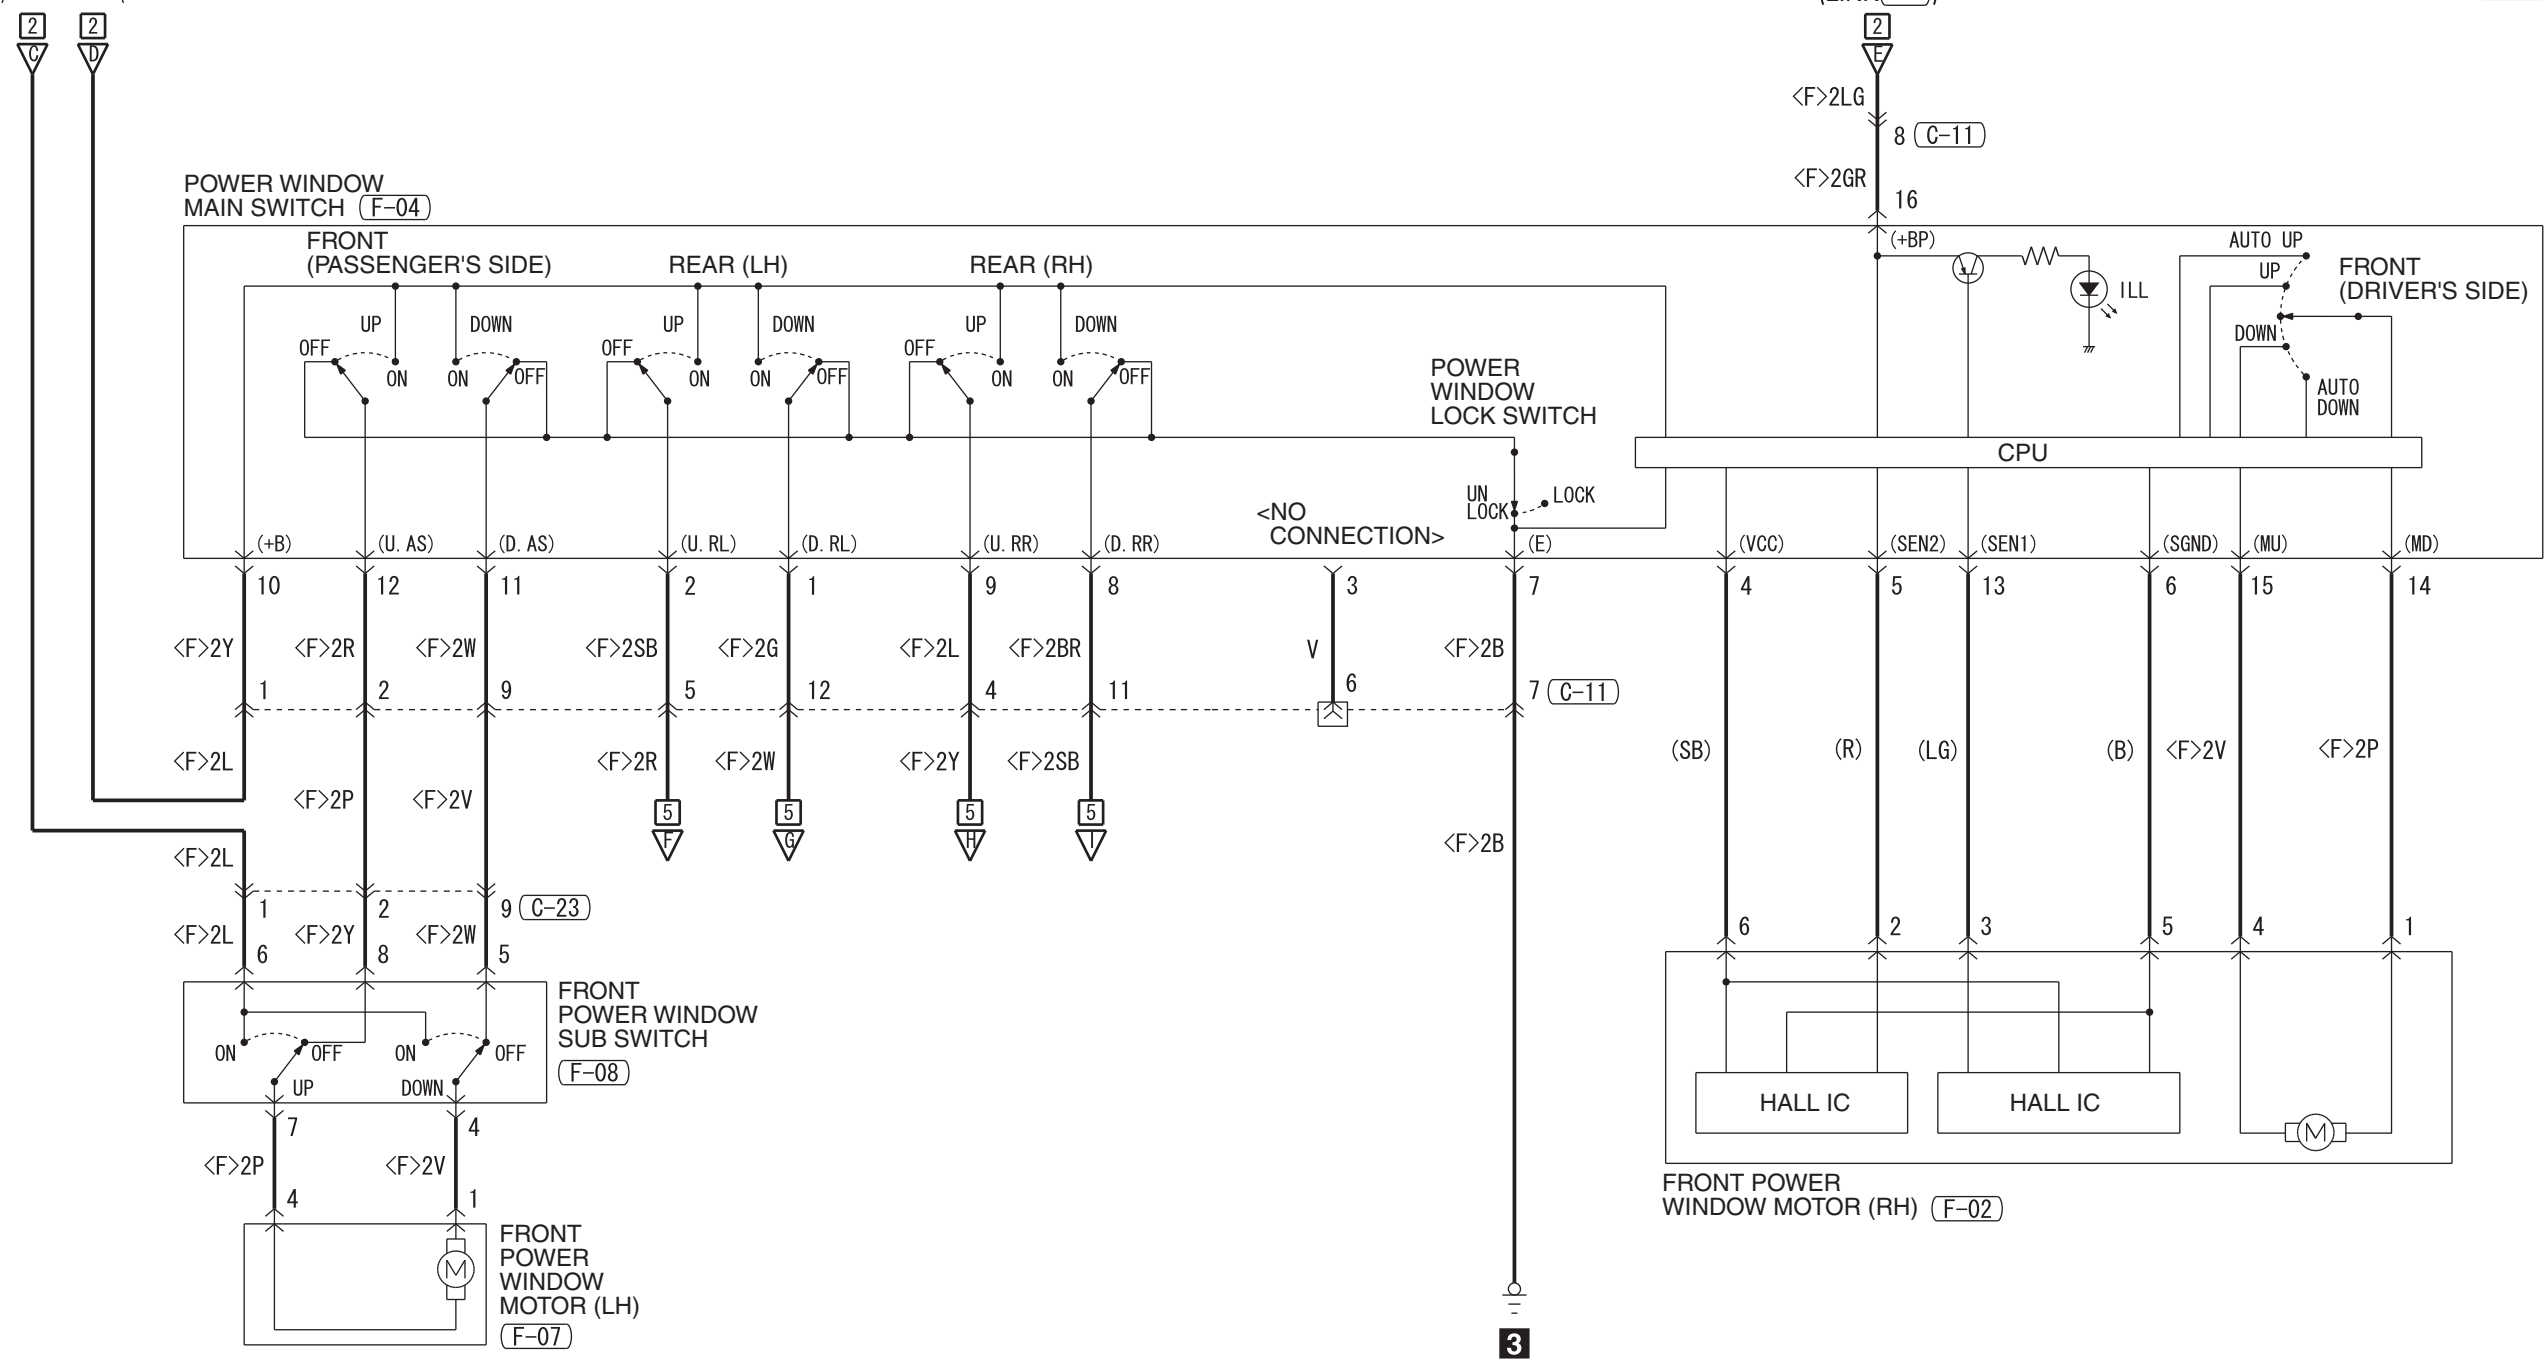 2 2 2
C D E
<F>2LG
8 C-11
<F>2GR
16
POWER WINDOW
MAIN SWITCH F-04
FRONT
(PASSENGER'S SIDE) REAR (LH) REAR (RH)
(+BP)
AUTO UP
UP
FRONT
(DRIVER'S SIDE)
ILL
UP DOWN UP DOWN UP DOWN
DOWN
OFF OFF OFF
ON ON OFF ON ON OFF ON ON OFF
AUTO
DOWN
POWER
WINDOW
LOCK SWITCH
CPU
UN
LOCK
LOCK
<NO
CONNECTION>
(+B) (U.AS) (D.AS) (U.RL) (D.RL) (U.RR) (D.RR) (E) (VCC) (SEN2) (SEN1) (SGND) (MU) (MD)
10 12 11 2 1 9 8 3 7 4 5 13 6 15 14
<F>2Y <F>2R <F>2W <F>2SB <F>2G <F>2L <F>2BR V <F>2B
1 2 9 5 12 4 11 6 7 C-11
(SB) (R) (LG) (B) <F>2V <F>2P
<F>2L <F>2R <F>2W <F>2Y <F>2SB
<F>2P <F>2V
5 5 5 5
F G H I
<F>2B
<F>2L
1 2 9 C-23
<F>2L <F>2Y <F>2W
6 2 3 5 4 1
6 8 5
FRONT
POWER WINDOW
SUB SWITCH
F-08
ON OFF ON OFF
UP DOWN
HALL IC HALL IC
M
7 4
<F>2P <F>2V
4 1
FRONT POWER
WINDOW MOTOR (RH) F-02
FRONT
POWER
WINDOW
MOTOR (LH)
F-07
M
3